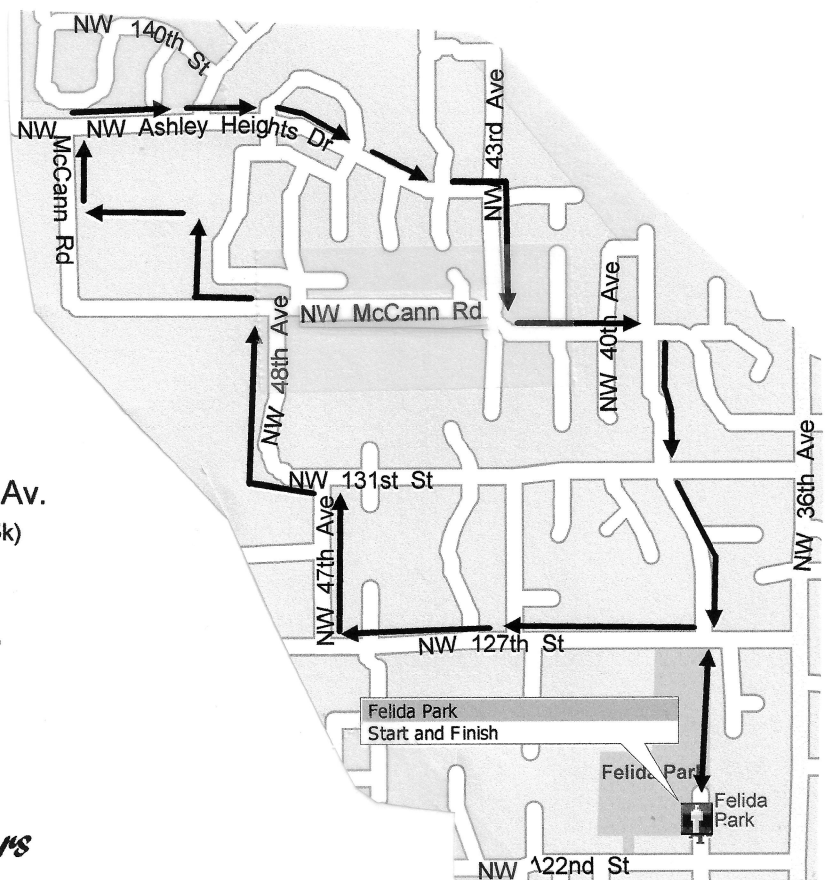 NW 140th St
NW
NW Ashley Heights Dr
McCann Rd
NW 43rd Ave
NW McCann Rd
NW 40th Ave
NW 48th Ave
NW 131st St
NW 36th Ave
Av.
k)
NW 47th Ave
NW 127th St
Felida Park
Start and Finish
Felida Par
Felida
Park
rs
NW 122nd St